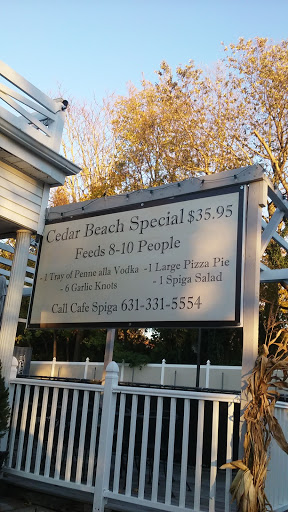 Cedar Beach Special $35.95
Feeds 8-10 People
-1 Tray of Penne alla Vodka -1 Large Pizza Pie
- 6 Garlic Knots - 1 Spiga Salad
Call Cafe Spiga 631-331-5554